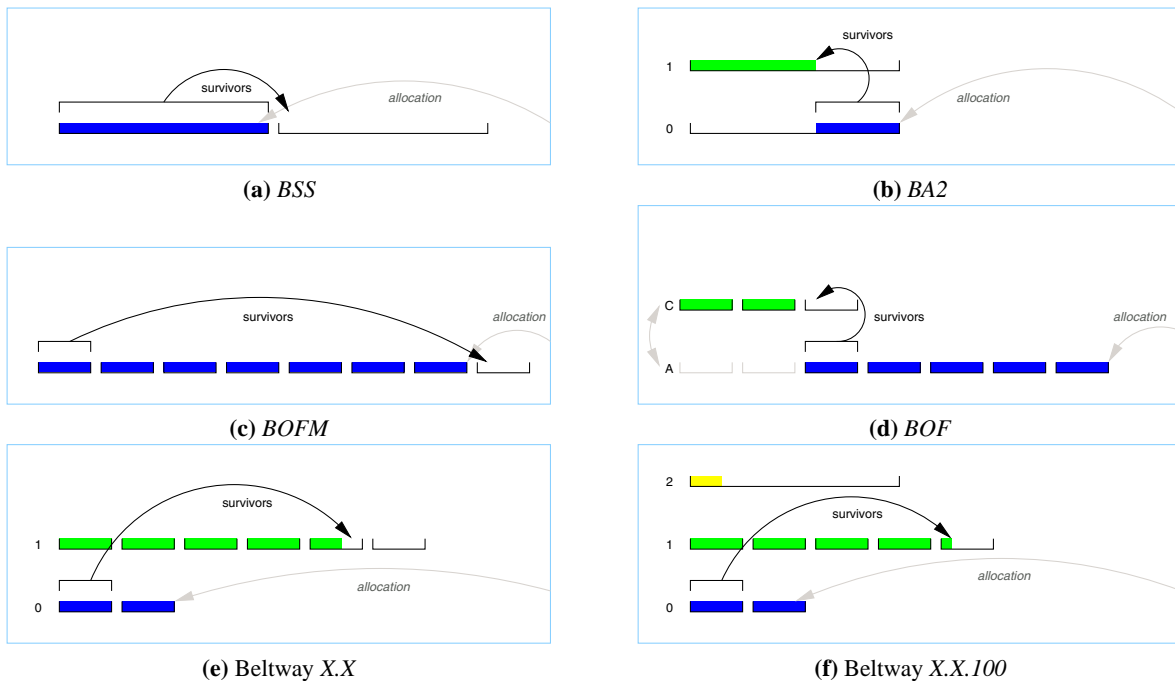 survivors
allocation
(a) BSS
survivors
1
allocation
0
(b) BA2
allocation
survivors
(c) BOFM
C
survivors
allocation
A
(d) BOF
survivors
1
allocation
0
(e) Beltway X.X
2
survivors
1
allocation
0
(f) Beltway X.X.100